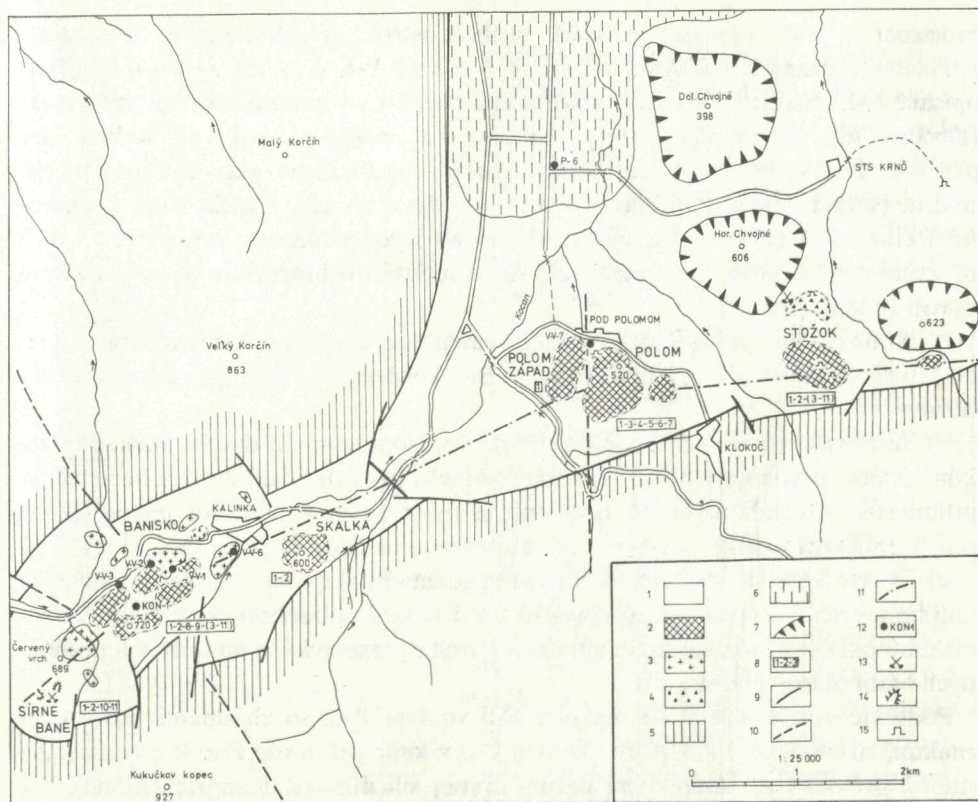 Dol. Chvojné
398
Malý Korčín
P-6
STS KRNÓ
Hor. Chvojné
606
Kočan
POD POLOMOM
STOŽOK
623
Veľký Korčín
863
VV-7
POLOM
ZÁPAD
POLOM
520
1
1-2-(3-11)
1-3-4-5-6-7
KLOKOČ
BANISKO
KALINKA
SKALKA
VV-2
VV-6
VV-3
VV-1
600
1-2
KON-1
720
1-2-8-9-(3-11)
Červený
vrch
689
1-2-10-11
SÍRNE
BANE
Kukučkov kopec
927
1
6
11
2
7
12
KON-1
3
8
1-2-3
13
4
9
14
5
10
15
1:25 000
0
2km